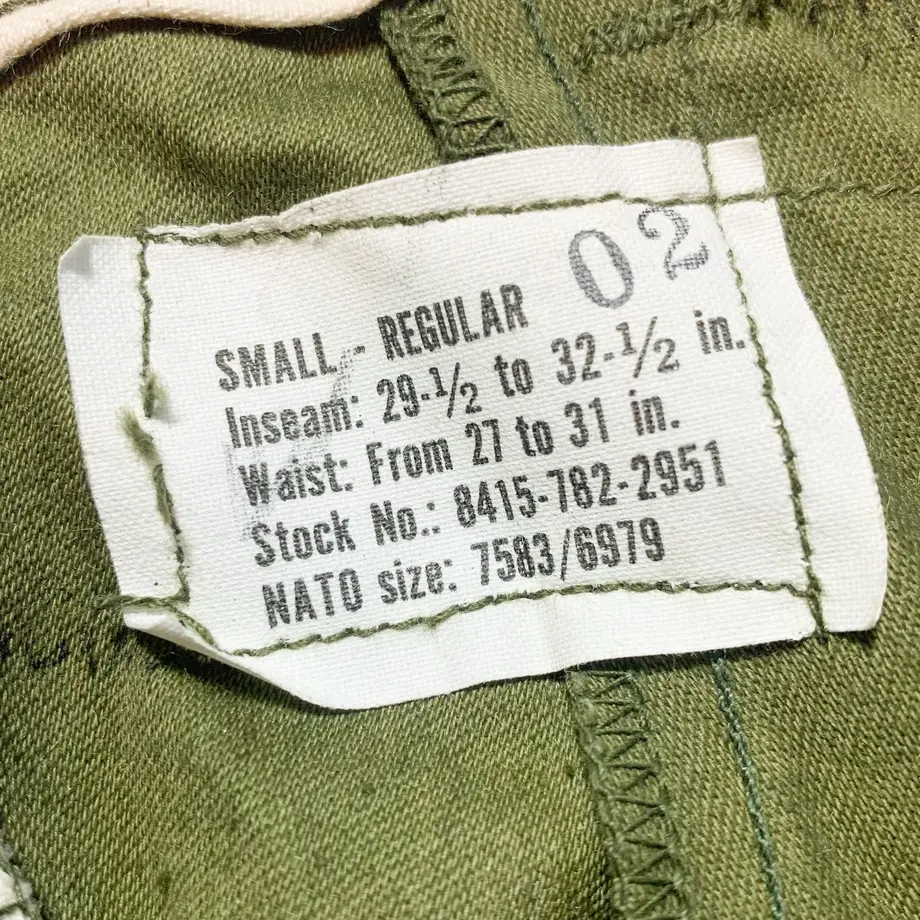 02
SMALL - REGULAR
Inseam: 29-1/2 to 32-1/2 in.
Waist: From 27 to 31 in.
Stock No.: 8415-782-2951
NATO size: 7583/6979